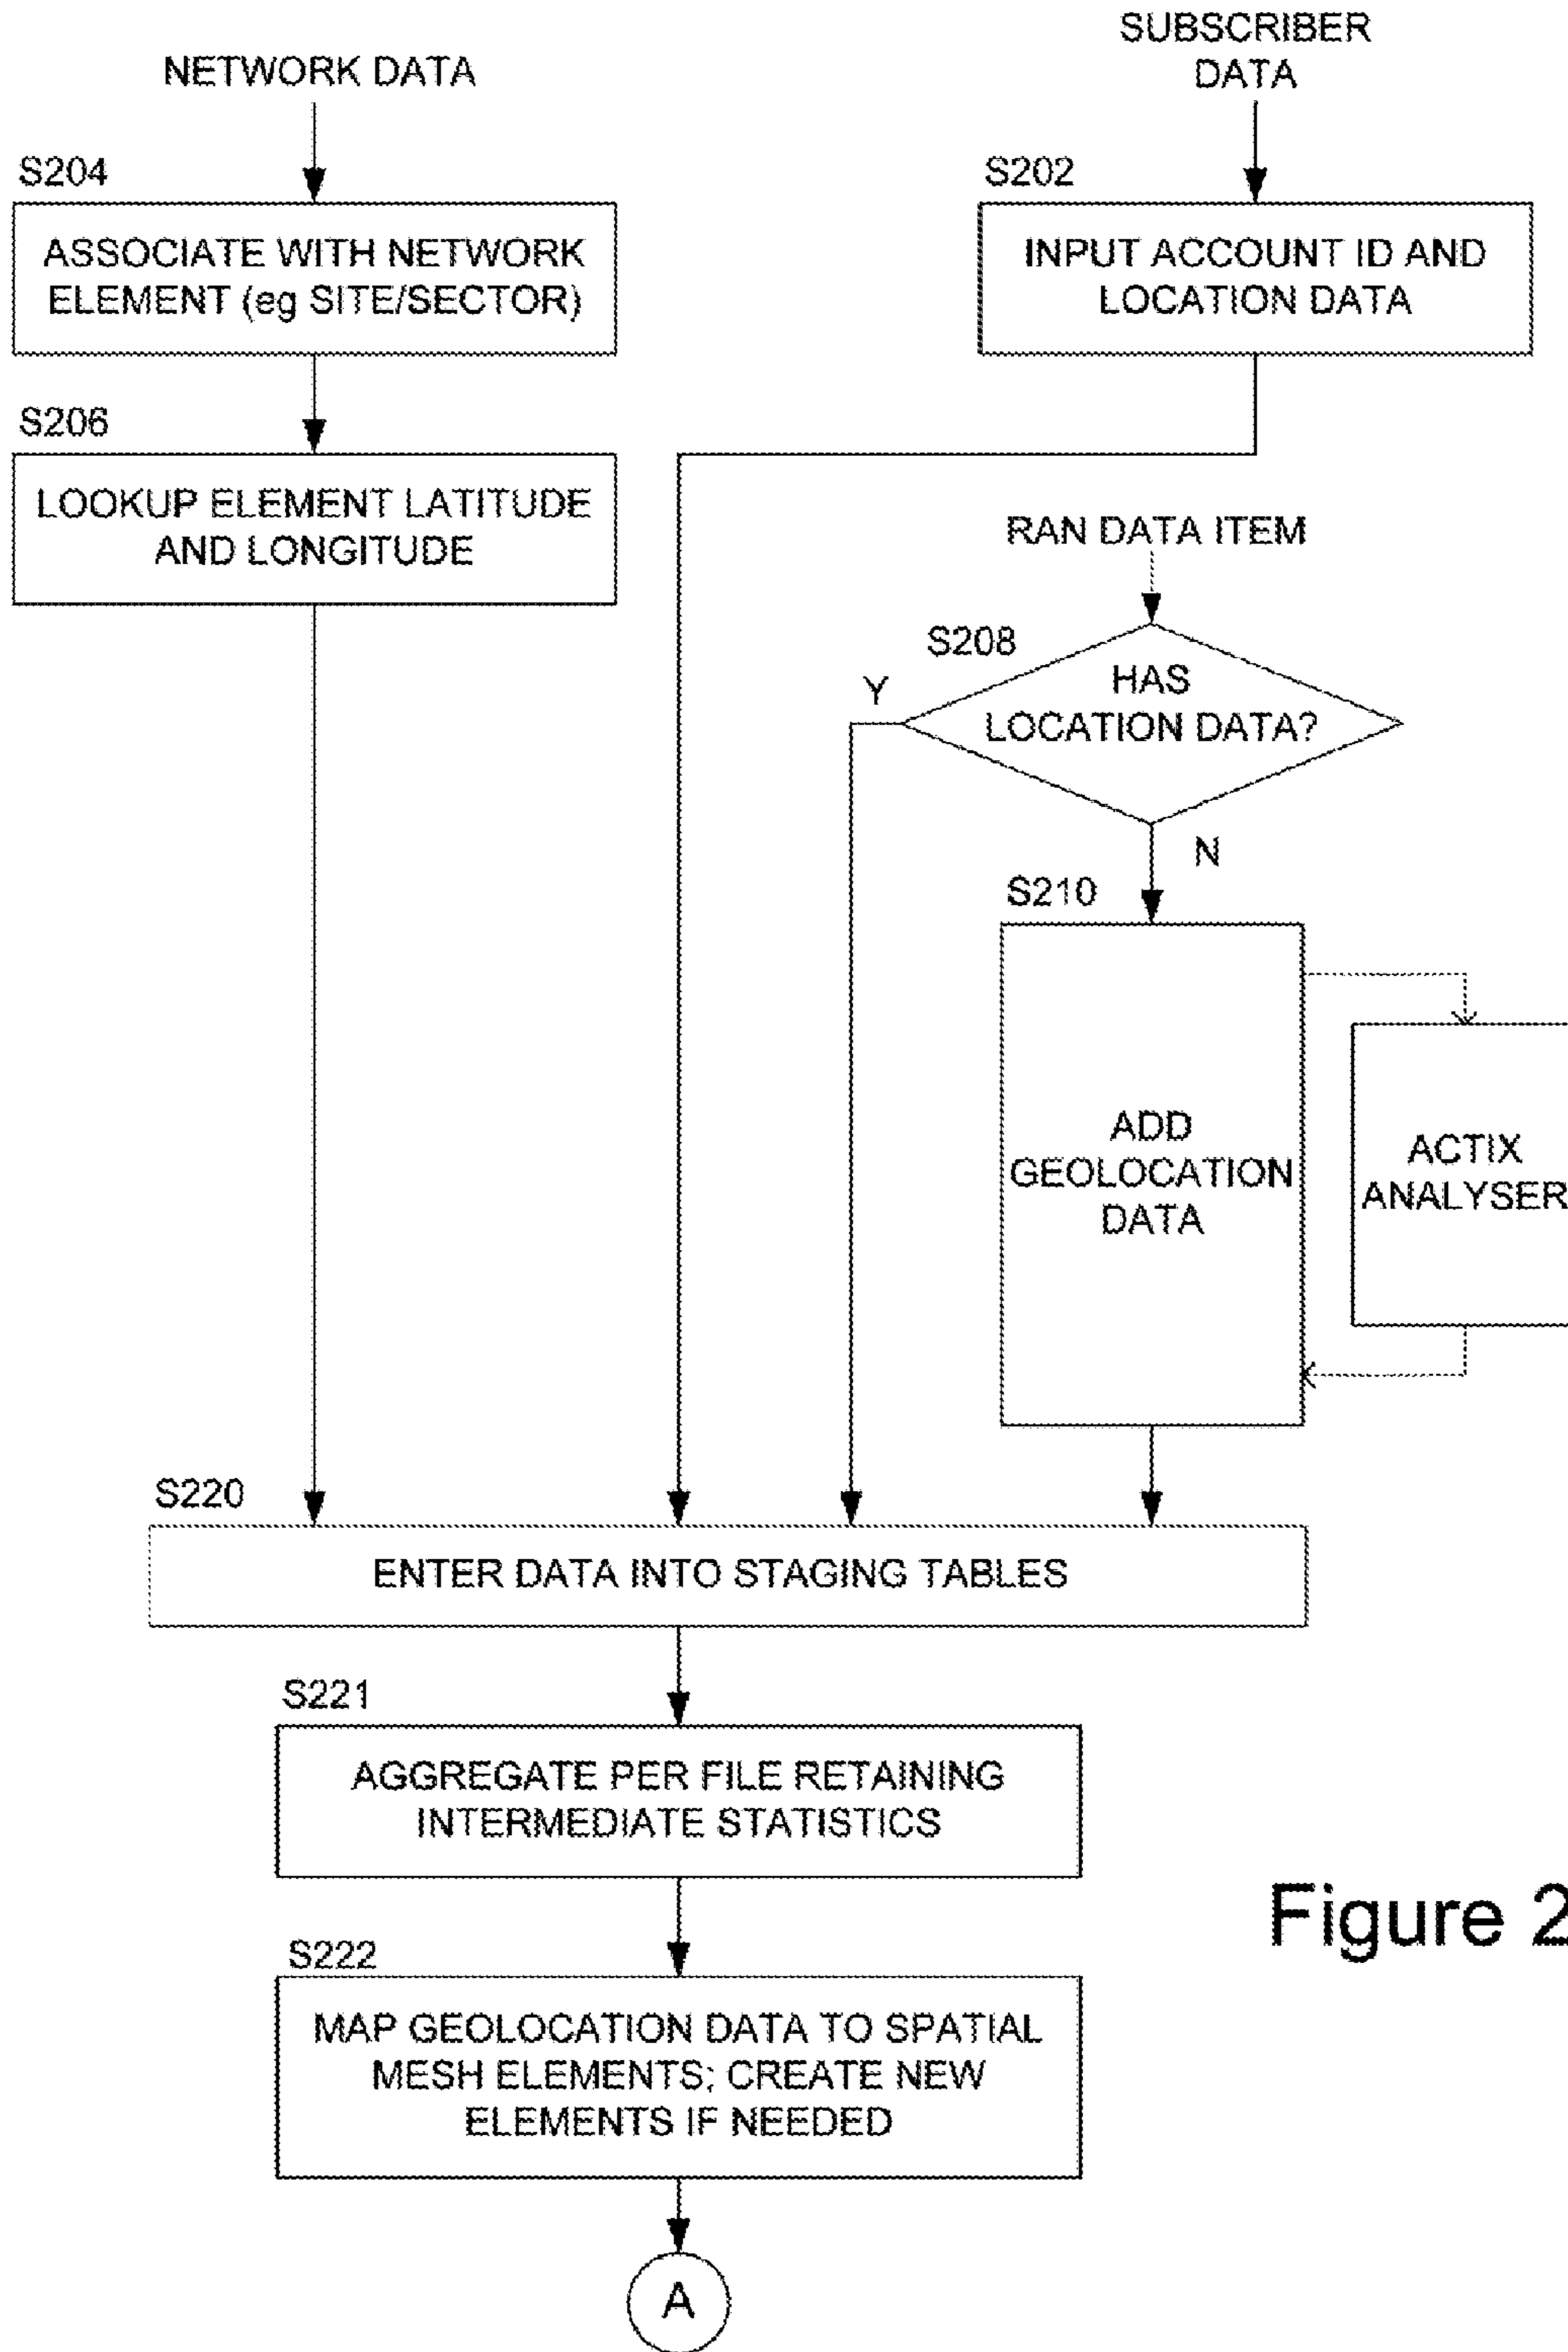 SUBSCRIBER
DATA
NETWORK DATA
S204
S202
ASSOCIATE WITH NETWORK
ELEMENT (eg SITE/SECTOR)
INPUT ACCOUNT ID AND
LOCATION DATA
S206
LOOKUP ELEMENT LATITUDE
AND LONGITUDE
RAN DATA ITEM
S208
HAS
LOCATION DATA?
Y
N
S210
ADD
GEOLOCATION
DATA
ACTIX
ANALYSER
S220
ENTER DATA INTO STAGING TABLES
S221
AGGREGATE PER FILE RETAINING
INTERMEDIATE STATISTICS
Figure 2
S222
MAP GEOLOCATION DATA TO SPATIAL
MESH ELEMENTS; CREATE NEW
ELEMENTS IF NEEDED
A